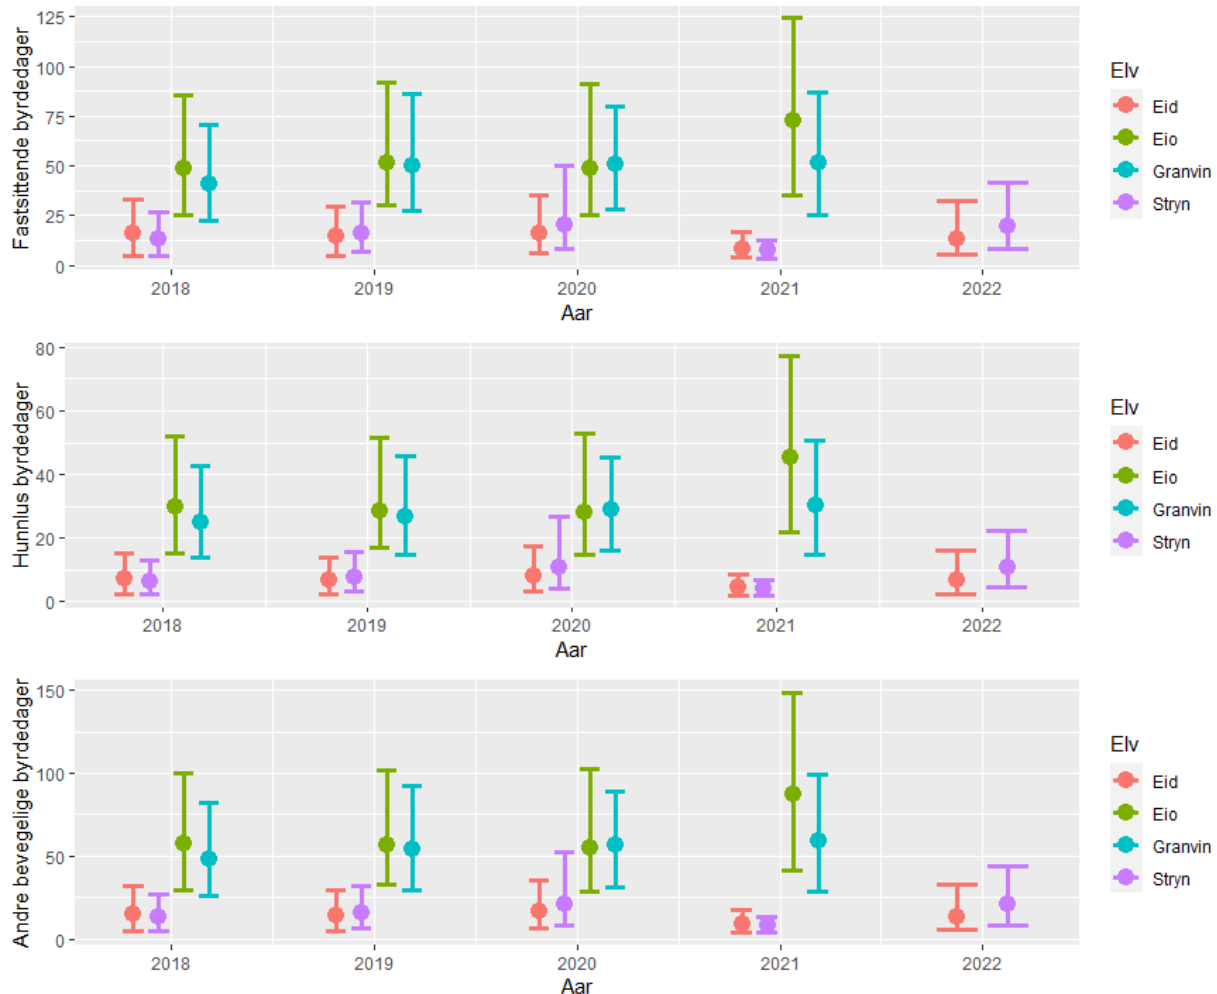 Fastsittende byrdedager
125
100
75
50
25
0
2018 2019 2020 2021 2022
Aar
Elv
Eid
Eio
Granvin
Stryn
Hunnlus byrdedager
80
60
40
20
0
2018 2019 2020 2021 2022
Aar
Elv
Eid
Eio
Granvin
Stryn
Andre bevegelige byrdedager
150
100
50
0
2018 2019 2020 2021 2022
Aar
Elv
Eid
Eio
Granvin
Stryn